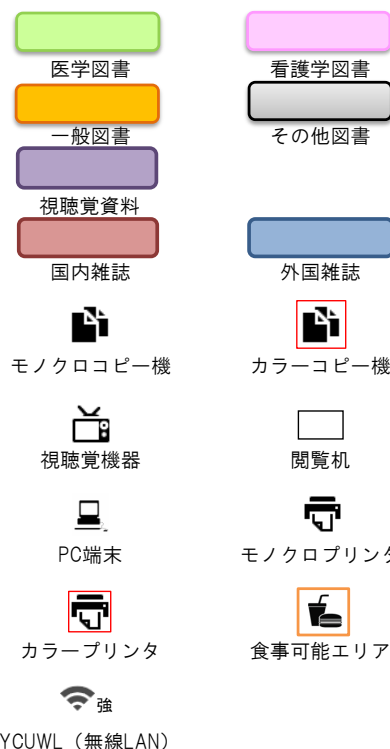 医学図書 看護学図書
一般図書 その他図書
視聴覚資料
国内雑誌 外国雑誌
モノクロコピー機 カラーコピー機
視聴覚機器 閲覧机
PC端末 モノクロプリンタ
カラープリンタ 食事可能エリア
強
YCUWL（無線LAN）